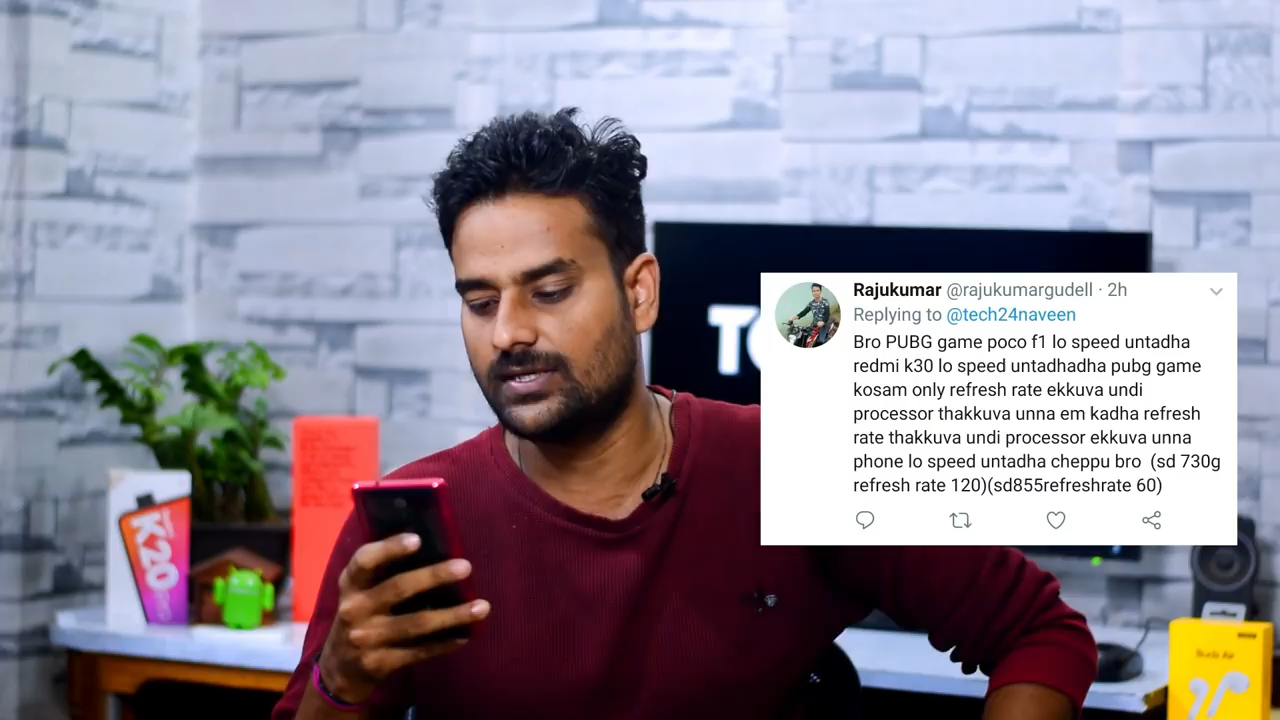 Rajukumar @rajukumargudell · 2h
Replying to @tech24naveen
Bro PUBG game poco f1 lo speed untadha
redmi k30 lo speed untadhadha pubg game
kosam only refresh rate ekkuva undi
processor thakkuva unna em kadha refresh
rate thakkuva undi processor ekkuva unna
phone lo speed untadha cheppu bro (sd 730g
refresh rate 120)(sd855refreshrate 60)
K20